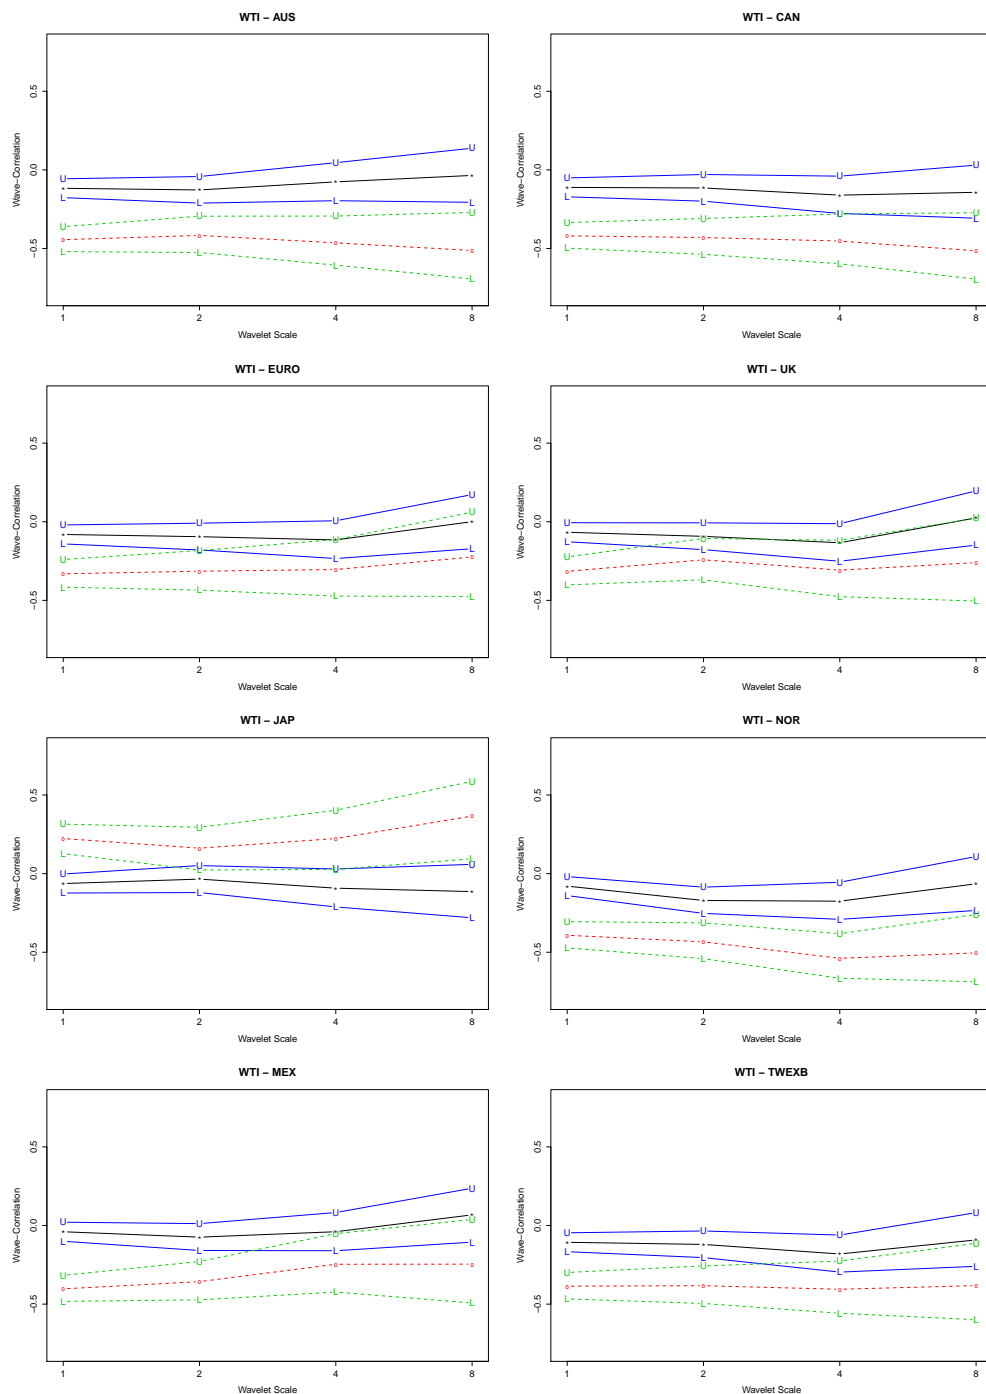 WTI – AUS
Wave–Correlation
0.5
0.0
−0.5
U U U U
* * * *
L L L L
U U U U
o o o o
L L L L
1 2 4 8
Wavelet Scale
WTI – CAN
Wave–Correlation
0.5
0.0
−0.5
U U U U
* * * *
L L L L
U U U U
o o o o
L L L L
1 2 4 8
Wavelet Scale
WTI – EURO
Wave–Correlation
0.5
0.0
−0.5
U U U U
* * * *
L L L L
U U U U
o o o o
L L L L
1 2 4 8
Wavelet Scale
WTI – UK
Wave–Correlation
0.5
0.0
−0.5
U U U U
* * * *
L L L L
U U U U
o o o o
L L L L
1 2 4 8
Wavelet Scale
WTI – JAP
Wave–Correlation
0.5
0.0
−0.5
U U U U
o o o o
L L L L
U U U U
* * * *
L L L L
1 2 4 8
Wavelet Scale
WTI – NOR
Wave–Correlation
0.5
0.0
−0.5
U U U U
* * * *
L L L L
U U U U
o o o o
L L L L
1 2 4 8
Wavelet Scale
WTI – MEX
Wave–Correlation
0.5
0.0
−0.5
U U U U
* * * *
L L L L
U U U U
o o o o
L L L L
1 2 4 8
Wavelet Scale
WTI – TWEXB
Wave–Correlation
0.5
0.0
−0.5
U U U U
* * * *
L L L L
U U U U
o o o o
L L L L
1 2 4 8
Wavelet Scale